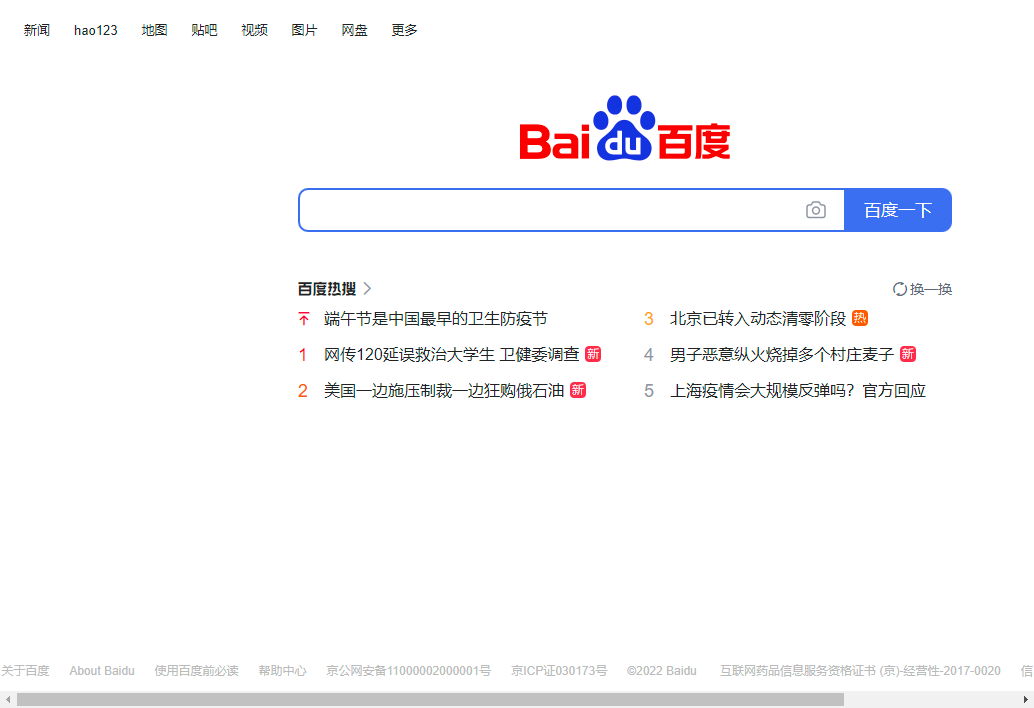 新闻 hao123 地图 贴吧 视频 图片 网盘 更多
Bai du 百度
百度一下
百度热搜 换一换
端午节是中国最早的卫生防疫节
1 网传120延误救治大学生 卫健委调查 新
2 美国一边施压制裁一边狂购俄石油 新
3 北京已转入动态清零阶段 热
4 男子恶意纵火烧掉多个村庄麦子 新
5 上海疫情会大规模反弹吗？官方回应
关于百度 About Baidu 使用百度前必读 帮助中心 京公网安备11000002000001号 京ICP证030173号 ©2022 Baidu 互联网药品信息服务资格证书 (京)-经营性-2017-0020 信